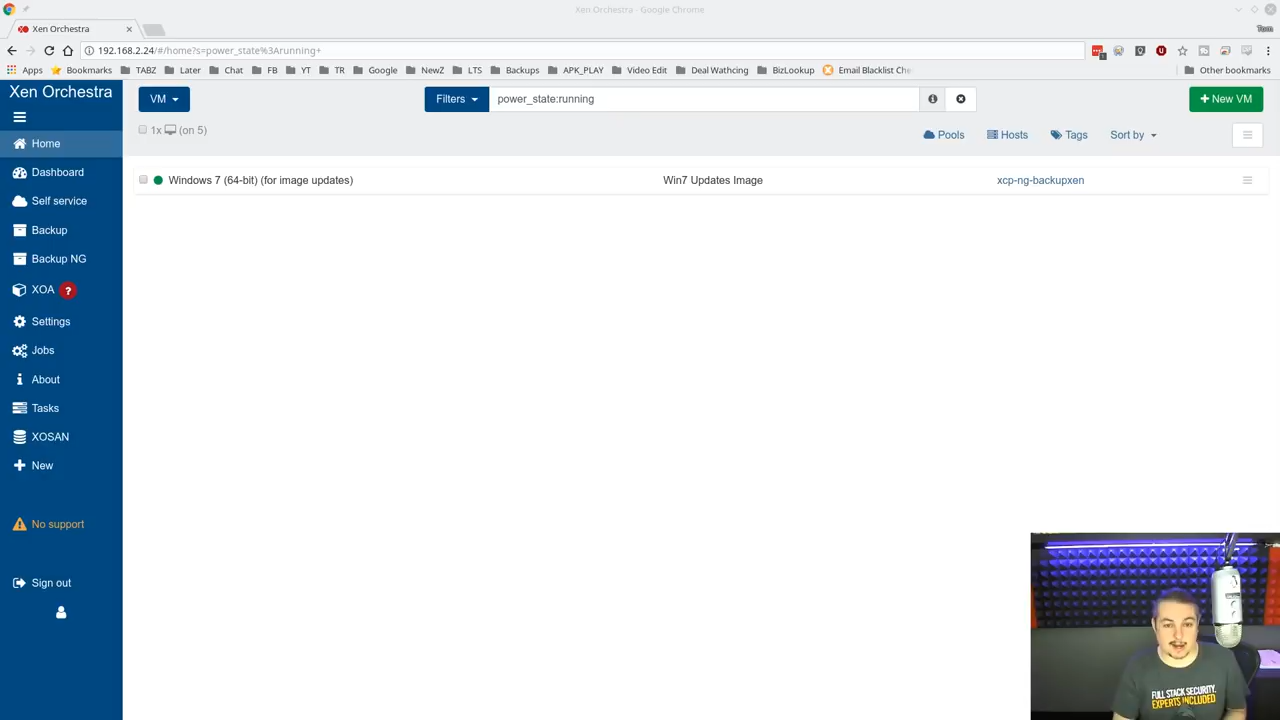 Xen Orchestra - Google Chrome
Xen Orchestra
Tom
192.168.2.24/#/home?s=power_state%3Arunning+
Apps
Bookmarks
TABZ
Later
Chat
FB
YT
TR
Google
NewZ
LTS
Backups
APK_PLAY
Video Edit
Deal Wathcing
BizLookup
Email Blacklist Che
Other bookmarks
Xen Orchestra
VM
Filters
power_state:running
New VM
1x (on 5)
Pools
Hosts
Tags
Sort by
Home
Dashboard
Self service
Backup
Backup NG
XOA ?
Settings
Jobs
About
Tasks
XOSAN
New
No support
Sign out
Windows 7 (64-bit) (for image updates)
Win7 Updates Image
xcp-ng-backupxen
FULL STACK SECURITY.
EXPERTS INCLUDED